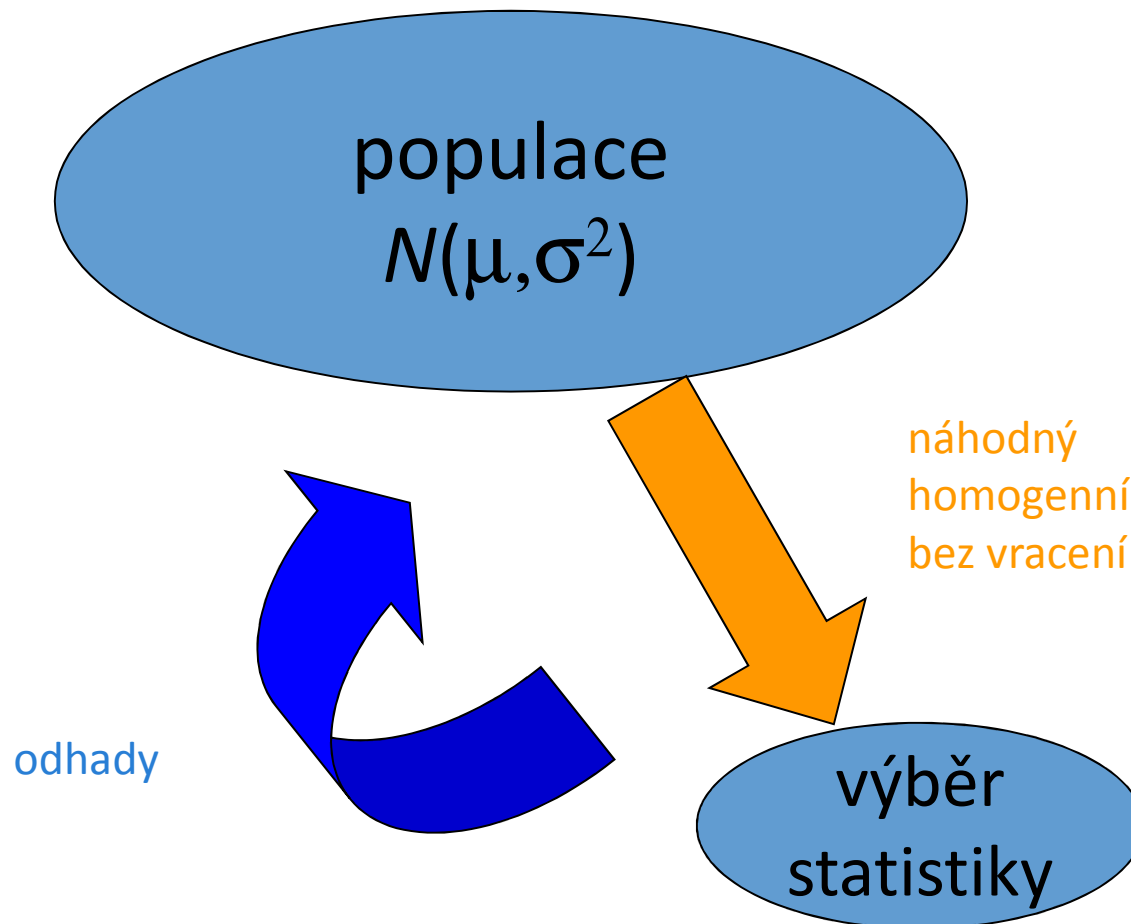 populace
N(μ,σ²)
náhodný
homogenní
bez vracení
odhady
výběr
statistiky